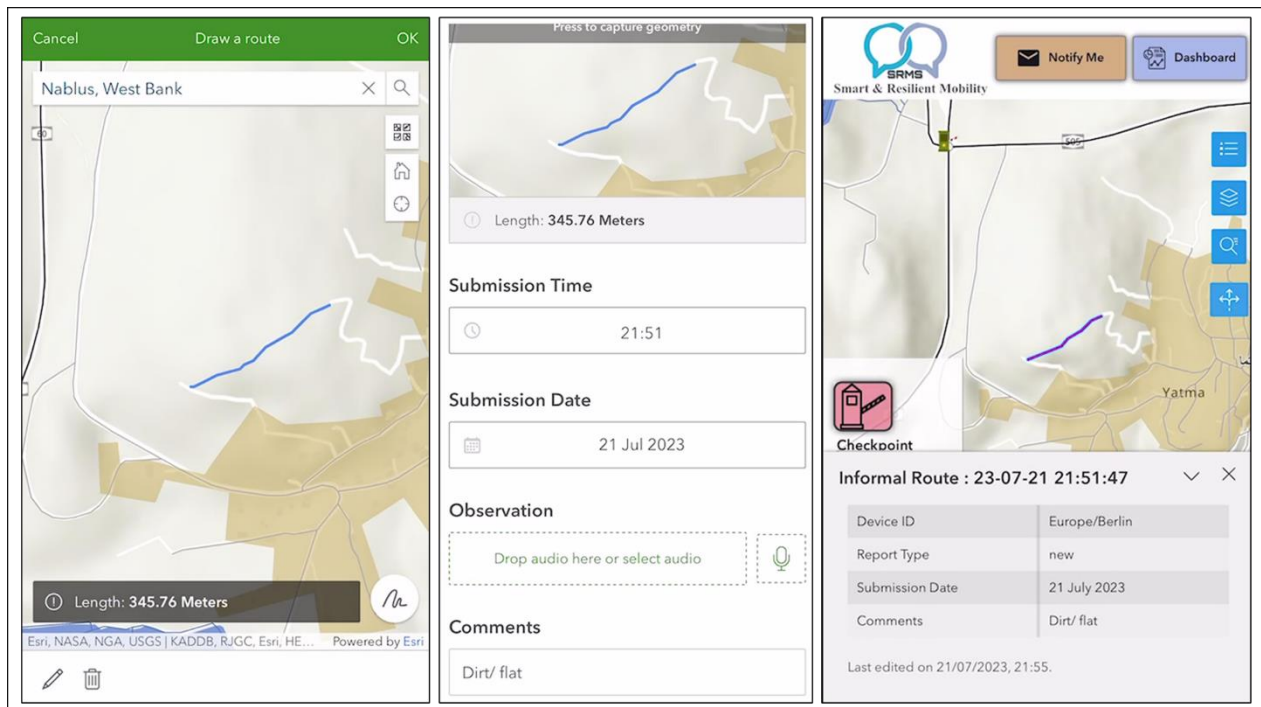 Cancel Draw a route OK
Nablus, West Bank
60
Length: 345.76 Meters
Esri, NASA, NGA, USGS | KADDB, RJGC, Esri, HE... Powered by Esri
Press to capture geometry
Length: 345.76 Meters
Submission Time
21:51
Submission Date
21 Jul 2023
Observation
Drop audio here or select audio
Comments
Dirt/ flat
SRMS
Smart & Resilient Mobility
Notify Me
Dashboard
505
Yatma
Checkpoint
Informal Route : 23-07-21 21:51:47
Device ID Europe/Berlin
Report Type new
Submission Date 21 July 2023
Comments Dirt/ flat
Last edited on 21/07/2023, 21:55.